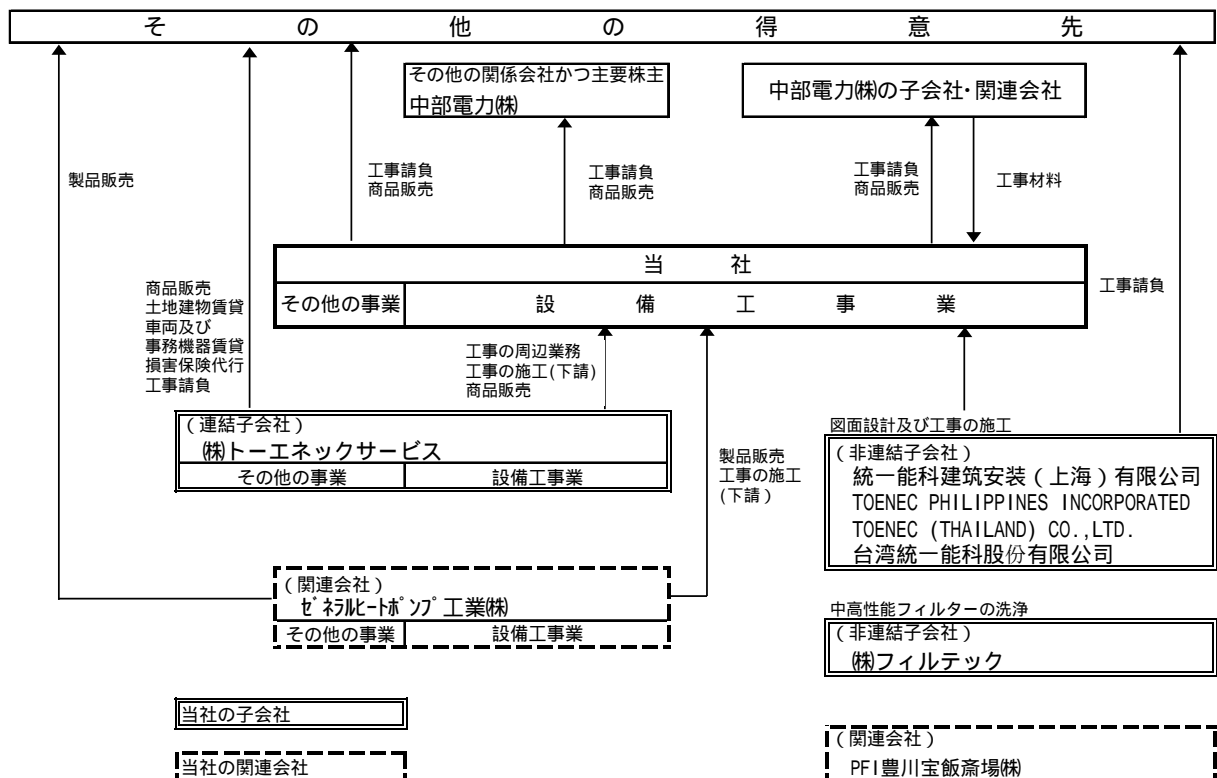 その他の得意先
その他の関係会社かつ主要株主
中部電力㈱
中部電力㈱の子会社・関連会社
製品販売
工事請負
商品販売
工事請負
商品販売
工事請負
商品販売
工事材料
当社
その他の事業
設備工事業
工事請負
商品販売
土地建物賃貸
車両及び
事務機器賃貸
損害保険代行
工事請負
工事の周辺業務
工事の施工(下請)
商品販売
(連結子会社)
㈱トーエネックサービス
その他の事業
設備工事業
製品販売
工事の施工
(下請)
図面設計及び工事の施工
(非連結子会社)
統一能科建筑安装(上海)有限公司
TOENEC PHILIPPINES INCORPORATED
TOENEC (THAILAND) CO.,LTD.
台湾統一能科股份有限公司
(関連会社)
ゼネラルヒートポンプ工業㈱
その他の事業
設備工事業
中高性能フィルターの洗浄
(非連結子会社)
㈱フィルテック
当社の子会社
当社の関連会社
(関連会社)
PFI豊川宝飯斎場㈱